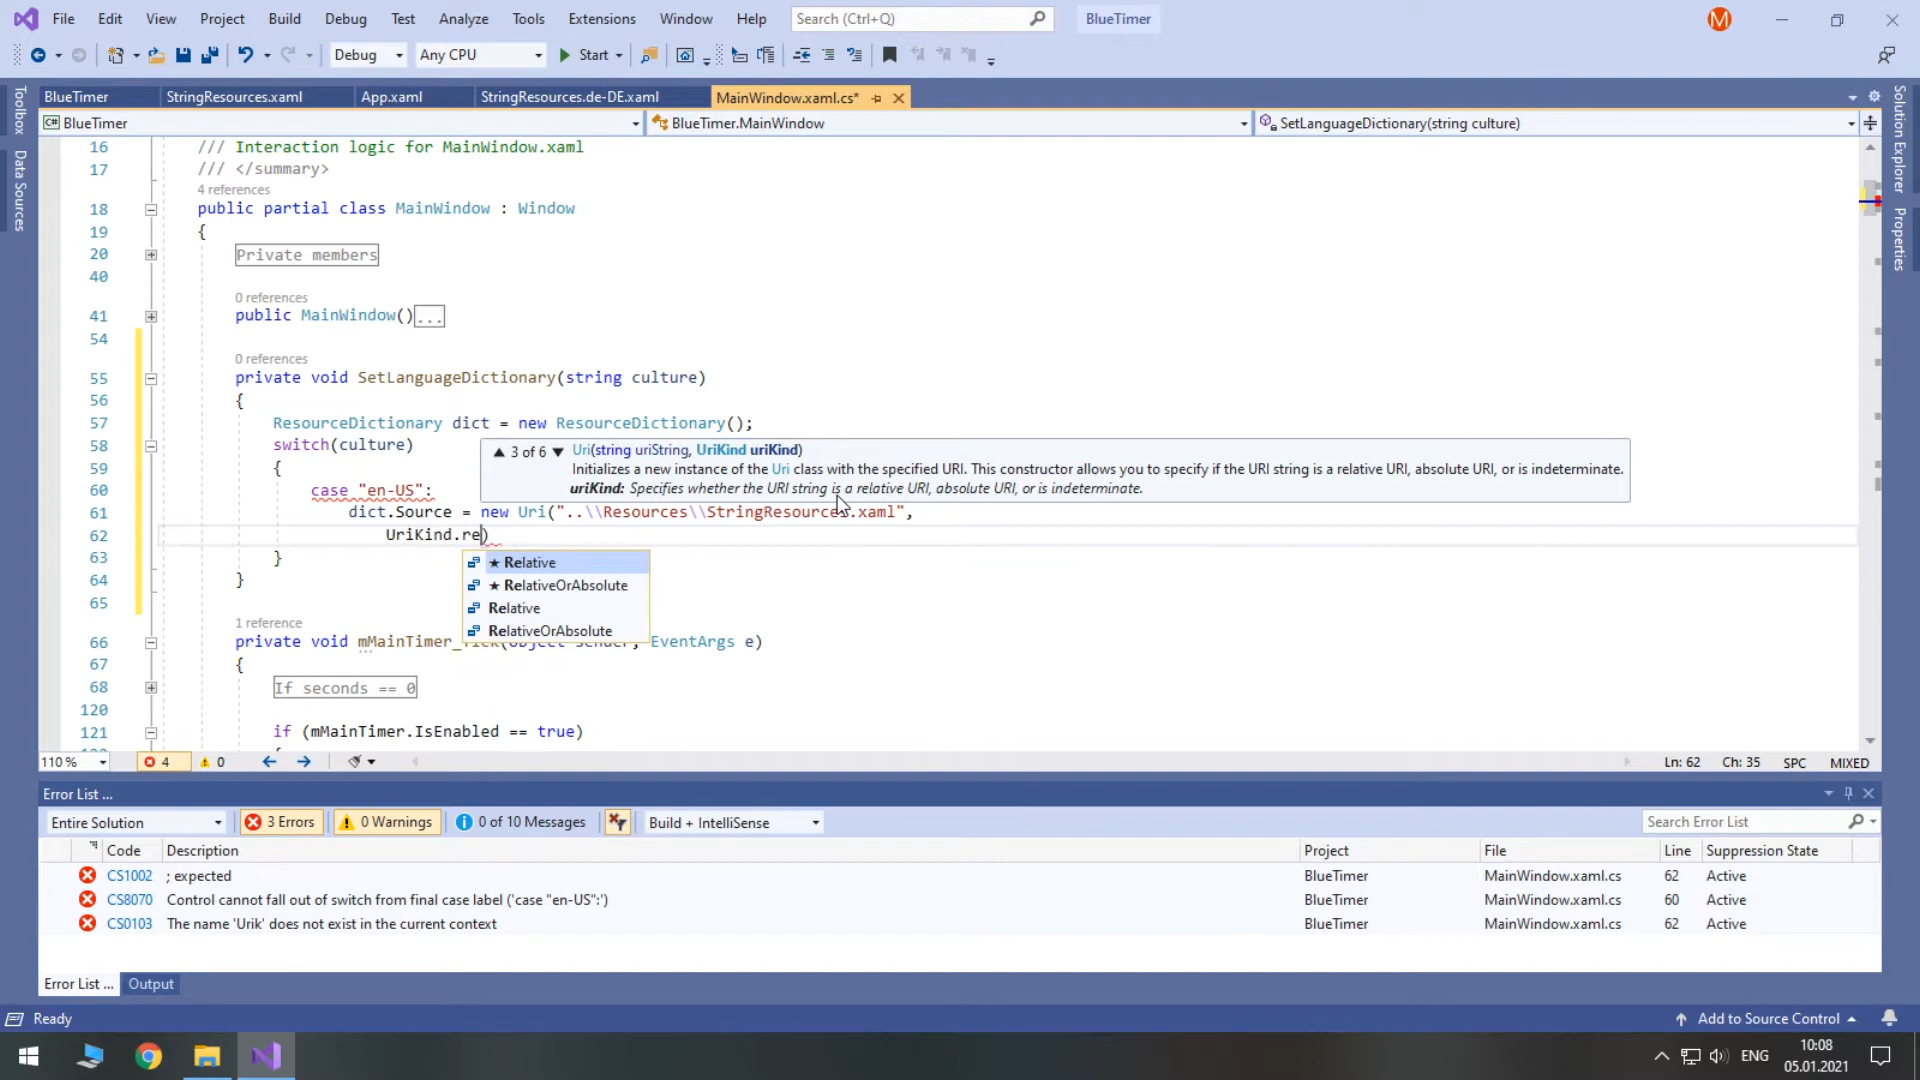 File Edit View Project Build Debug Test Analyze Tools Extensions Window Help Search (Ctrl+Q) BlueTimer M
Debug Any CPU Start
Toolbox
Data Sources
BlueTimer StringResources.xaml App.xaml StringResources.de-DE.xaml MainWindow.xaml.cs*
C# BlueTimer BlueTimer.MainWindow SetLanguageDictionary(string culture)
16 /// Interaction logic for MainWindow.xaml
17 /// </summary>
4 references
18 public partial class MainWindow : Window
19 {
20 Private members
40
0 references
41 public MainWindow()...
54
0 references
55 private void SetLanguageDictionary(string culture)
56 {
57 ResourceDictionary dict = new ResourceDictionary();
58 switch(culture)
3 of 6 Uri(string uriString, UriKind uriKind)
Initializes a new instance of the Uri class with the specified URI. This constructor allows you to specify if the URI string is a relative URI, absolute URI, or is indeterminate.
uriKind: Specifies whether the URI string is a relative URI, absolute URI, or is indeterminate.
59 {
60 case "en-US":
61 dict.Source = new Uri("..\\Resources\\StringResources.xaml",
62 UriKind.re)
★ Relative
★ RelativeOrAbsolute
Relative
RelativeOrAbsolute
63 }
64 }
65
1 reference
66 private void mMainTimer_Tick(object sender, EventArgs e)
67 {
68 If seconds == 0
120
121 if (mMainTimer.IsEnabled == true)
110 % 4 0 Ln: 62 Ch: 35 SPC MIXED
Solution Explorer
Properties
Error List ...
Entire Solution 3 Errors 0 Warnings 0 of 10 Messages Build + IntelliSense Search Error List
Code Description Project File Line Suppression State
CS1002 ; expected BlueTimer MainWindow.xaml.cs 62 Active
CS8070 Control cannot fall out of switch from final case label ('case "en-US":') BlueTimer MainWindow.xaml.cs 60 Active
CS0103 The name 'Urik' does not exist in the current context BlueTimer MainWindow.xaml.cs 62 Active
Error List ... Output
Ready Add to Source Control
ENG 10:08
05.01.2021